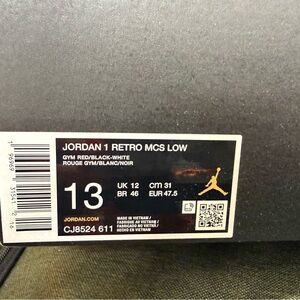 JORDAN 1 RETRO MCS LOW
GYM RED/BLACK-WHITE
ROUGE GYM/BLANC/NOIR
13
UK 12 cm 31
BR 46 EUR 47.5
JORDAN.COM
CJ8524 611
MADE IN VIETNAM /
FABRIQUE AU VIETNAM /
FABRICADO NO VIETNÃ /
HECHO EN VIETNAM